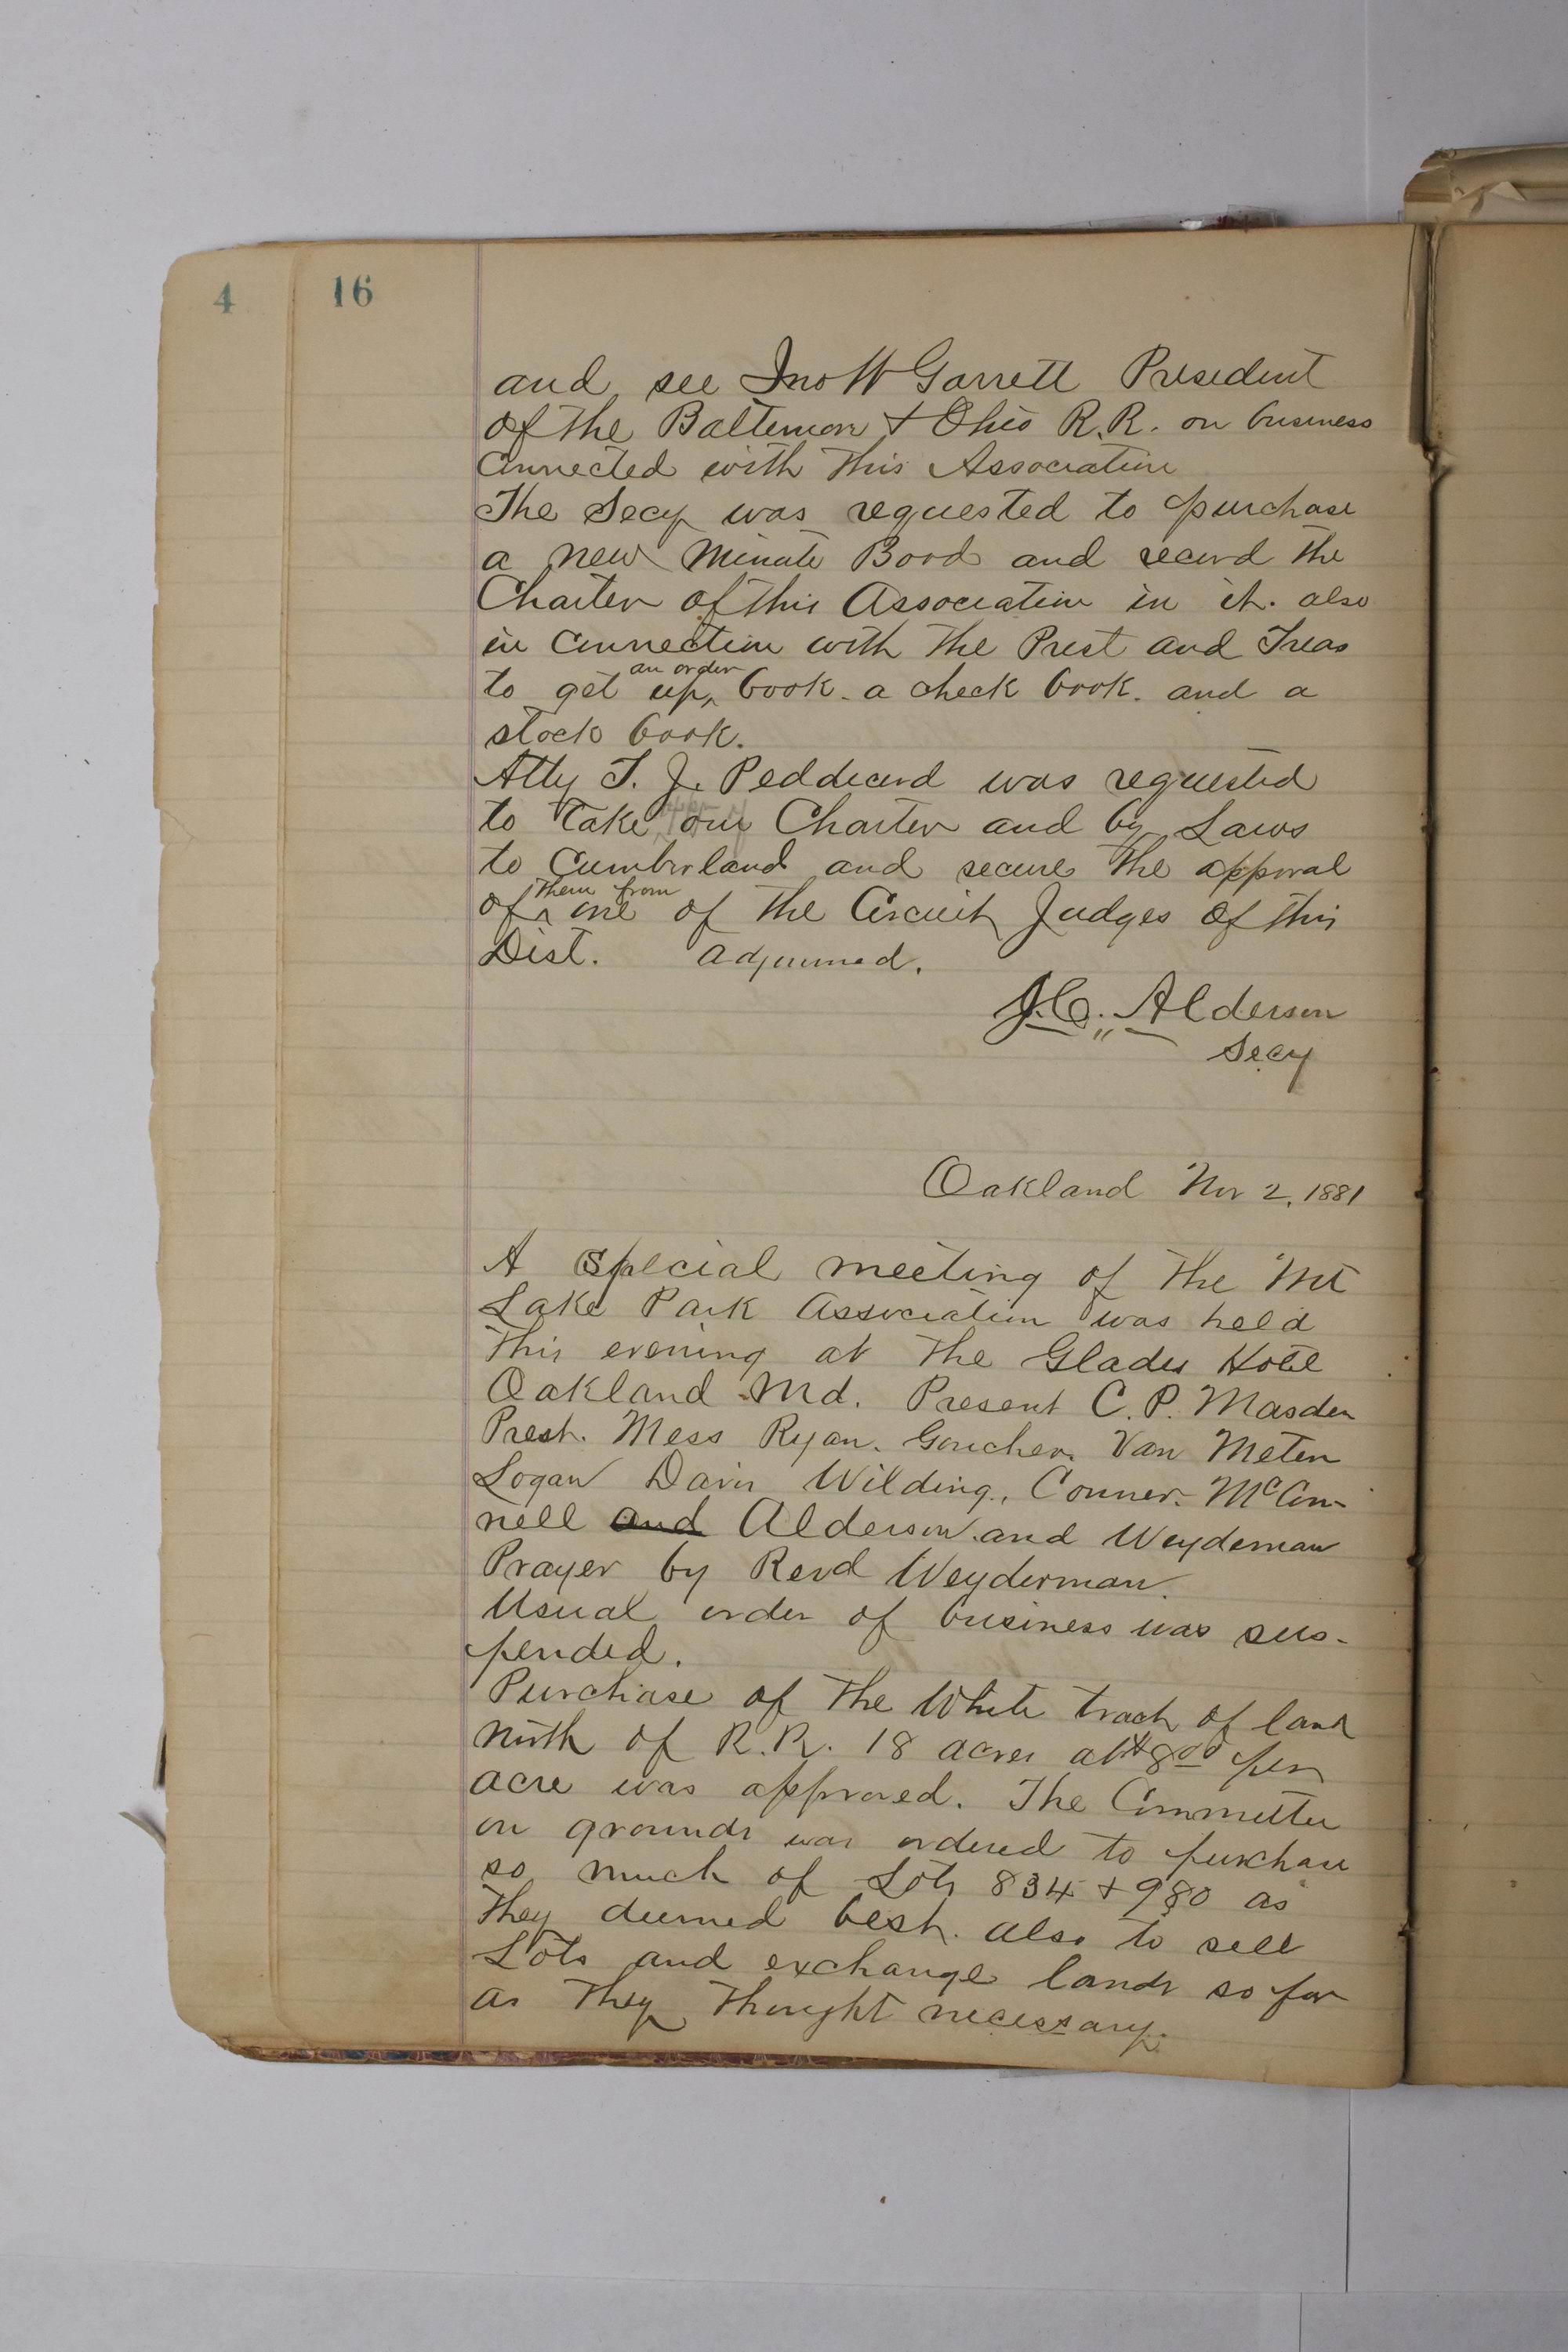 4 16
and see Jno W Garrett President
of the Baltimore + Ohio R.R. on business
connected with this Association
The Secy was requested to purchase
a new Minute Bood and record the
Charter of this Association in it. also
in connection with the Prest and Treas
to get up an order book. a check book. and a
stock book.
Atty T. J. Peddicord was requested
to take our Charter and by Laws
to Cumberland and secure the approval
of them from one of the Circuit Judges of this
Dist. adjourned.
J.C. Alderson
Secy
Oakland Nov 2, 1881
A special meeting of the Mt
Lake Park Association was held
this evening at the Glades Hotel
Oakland Md. Present C. P. Masden
Prest. Mess Ryan. Goucher. Van Meter
Logan Davis Wilding, Conner. McCon-
nell and Alderson and Weydeman
Prayer by Revd Weyderman.
Usual order of business was sus-
pended.
Purchase of the White tract of land
north of R.R. 18 acres at $800 per
acre was approved. The Committee
on grounds was ordered to purchase
so much of Lots 834 + 980 as
they deemed best. also to sell
Lots and exchange lands so far
as they thought necessary.